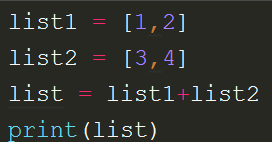 list1 = [1,2]
list2 = [3,4]
list = list1+list2
print(list)